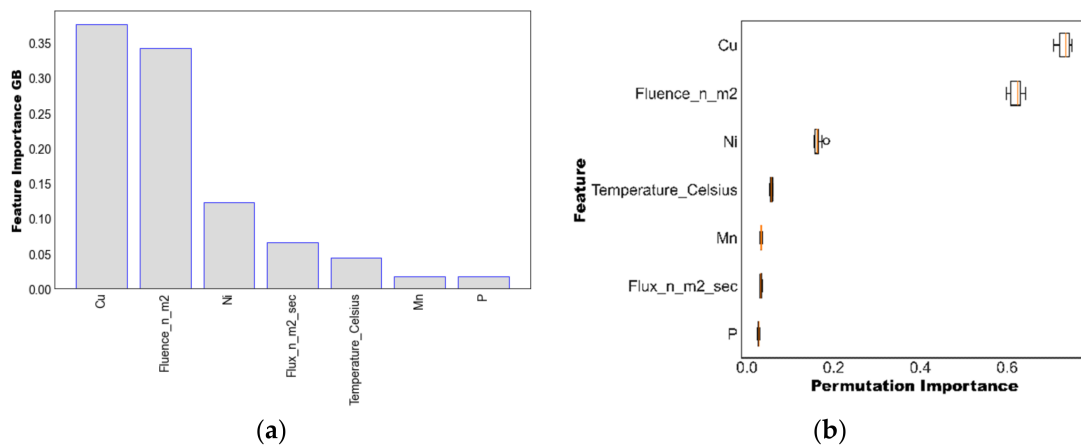 Feature Importance GB
0.35
0.30
0.25
0.20
0.15
0.10
0.05
0.00
Cu
Fluence_n_m2
Ni
Flux_n_m2_sec
Temperature_Celsius
Mn
P
(a)
Feature
Cu
Fluence_n_m2
Ni
Temperature_Celsius
Mn
Flux_n_m2_sec
P
0.0 0.2 0.6
Permutation Importance
(b)